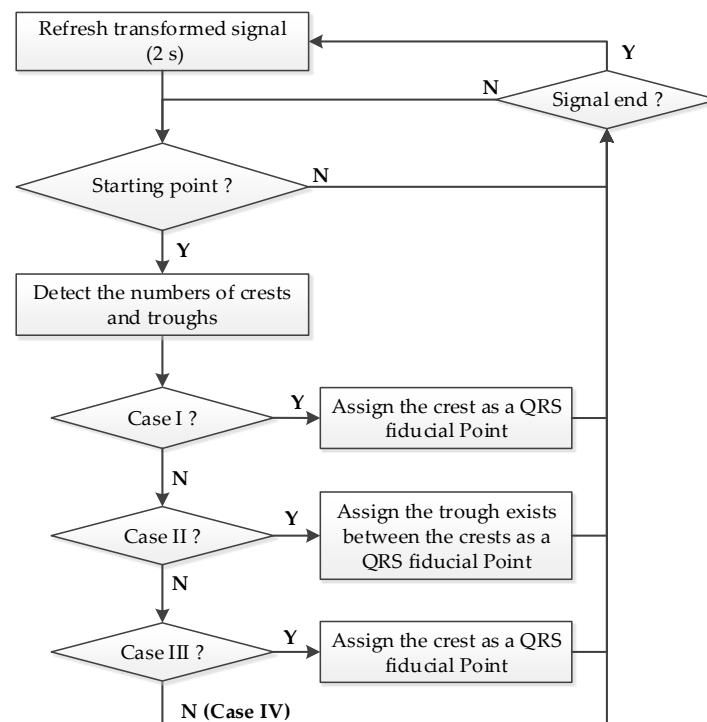 Refresh transformed signal
(2 s)
Y
N
Signal end ?
Starting point ?
N
Y
Detect the numbers of crests
and troughs
Case I ?
Y
Assign the crest as a QRS
fiducial Point
N
Case II ?
Y
Assign the trough exists
between the crests as a
QRS fiducial Point
N
Case III ?
Y
Assign the crest as a QRS
fiducial Point
N (Case IV)